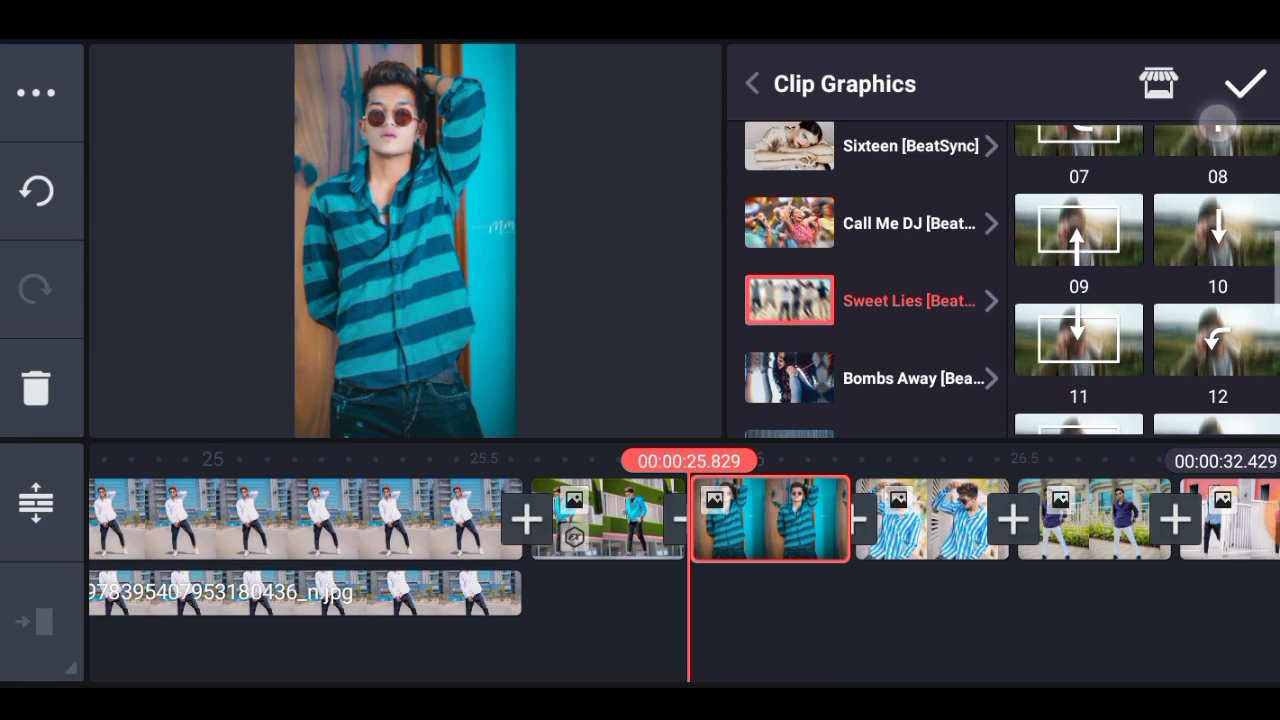 Clip Graphics
Sixteen [BeatSync]
Call Me DJ [Beat...
Sweet Lies [Beat...
Bombs Away [Bea...
07
08
09
10
11
12
25
25.5
00:00:25.829
26.5
00:00:32.429
978395407953180436_n.jpg